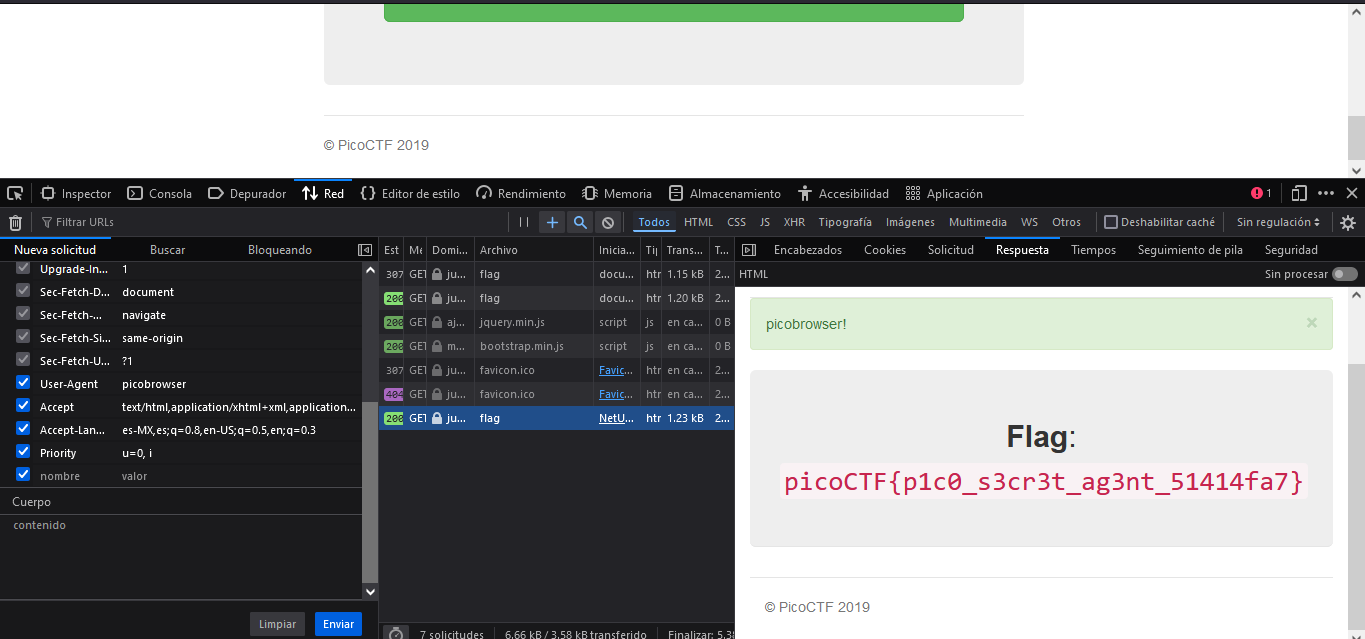 © PicoCTF 2019
Inspector Consola Depurador Red Editor de estilo Rendimiento Memoria Almacenamiento Accesibilidad Aplicación 1
Filtrar URLs Todos HTML CSS JS XHR Tipografía Imágenes Multimedia WS Otros Deshabilitar caché Sin regulación
Nueva solicitud Buscar Bloqueando
Upgrade-In... 1
Sec-Fetch-D... document
Sec-Fetch-... navigate
Sec-Fetch-Si... same-origin
Sec-Fetch-U... ?1
User-Agent picobrowser
Accept text/html,application/xhtml+xml,application...
Accept-Lan... es-MX,es;q=0.8,en-US;q=0.5,en;q=0.3
Priority u=0, i
nombre valor
Cuerpo
contenido
Limpiar Enviar
Est Mé Domi... Archivo Inicia... Tip Trans... T...
307 GET ju... flag docu... htr 1.15 kB 2...
200 GET ju... flag docu... htr 1.20 kB 2...
200 GET aj... jquery.min.js script js en ca... 0 B
200 GET m... bootstrap.min.js script js en ca... 0 B
307 GET ju... favicon.ico Favic... htr en ca... 2...
404 GET ju... favicon.ico Favic... htr en ca... 2...
200 GET ju... flag NetU... htr 1.23 kB 2...
7 solicitudes 6.66 kB / 3.58 kB transferido Finalizar: 5.38
Encabezados Cookies Solicitud Respuesta Tiempos Seguimiento de pila Seguridad
HTML Sin procesar
picobrowser! ×
Flag:
picoCTF{p1c0_s3cr3t_ag3nt_51414fa7}
© PicoCTF 2019